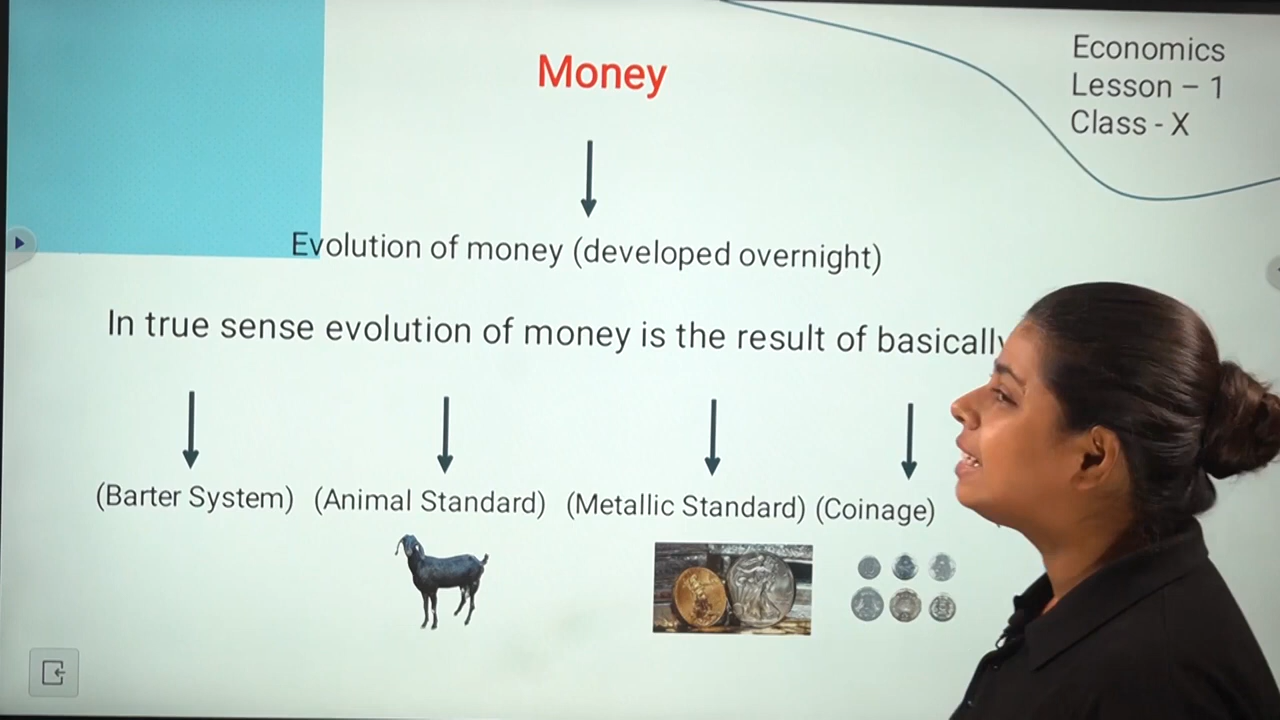 Economics
Lesson – 1
Class - X
Money
Evolution of money (developed overnight)
In true sense evolution of money is the result of basically
(Barter System) (Animal Standard) (Metallic Standard) (Coinage)